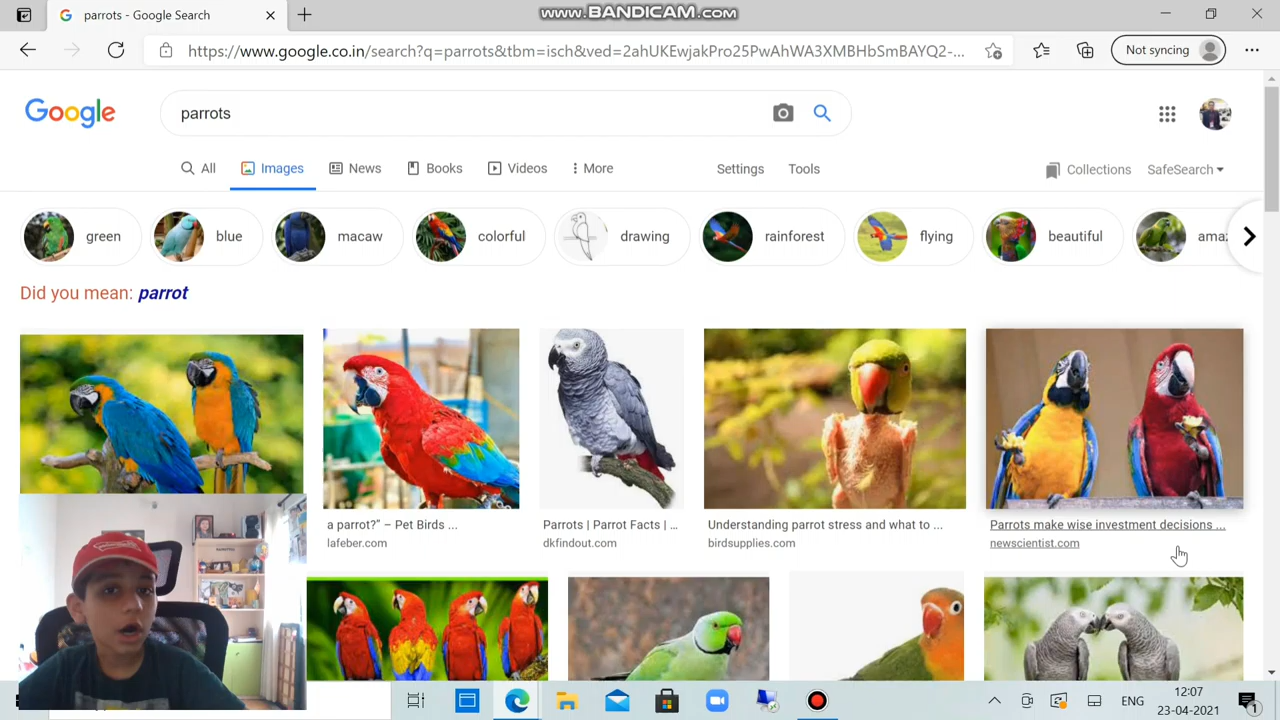 parrots - Google Search
www.BANDICAM.com
https://www.google.co.in/search?q=parrots&tbm=isch&ved=2ahUKEwjakPro25PwAhWA3XMBHbSmBAYQ2-...
Not syncing
Google
parrots
All
Images
News
Books
Videos
More
Settings
Tools
Collections
SafeSearch
green
blue
macaw
colorful
drawing
rainforest
flying
beautiful
ama
Did you mean: parrot
a parrot?" – Pet Birds ...
lafeber.com
Parrots | Parrot Facts | ...
dkfindout.com
Understanding parrot stress and what to ...
birdsupplies.com
Parrots make wise investment decisions ...
newscientist.com
ENG
12:07
23-04-2021
1